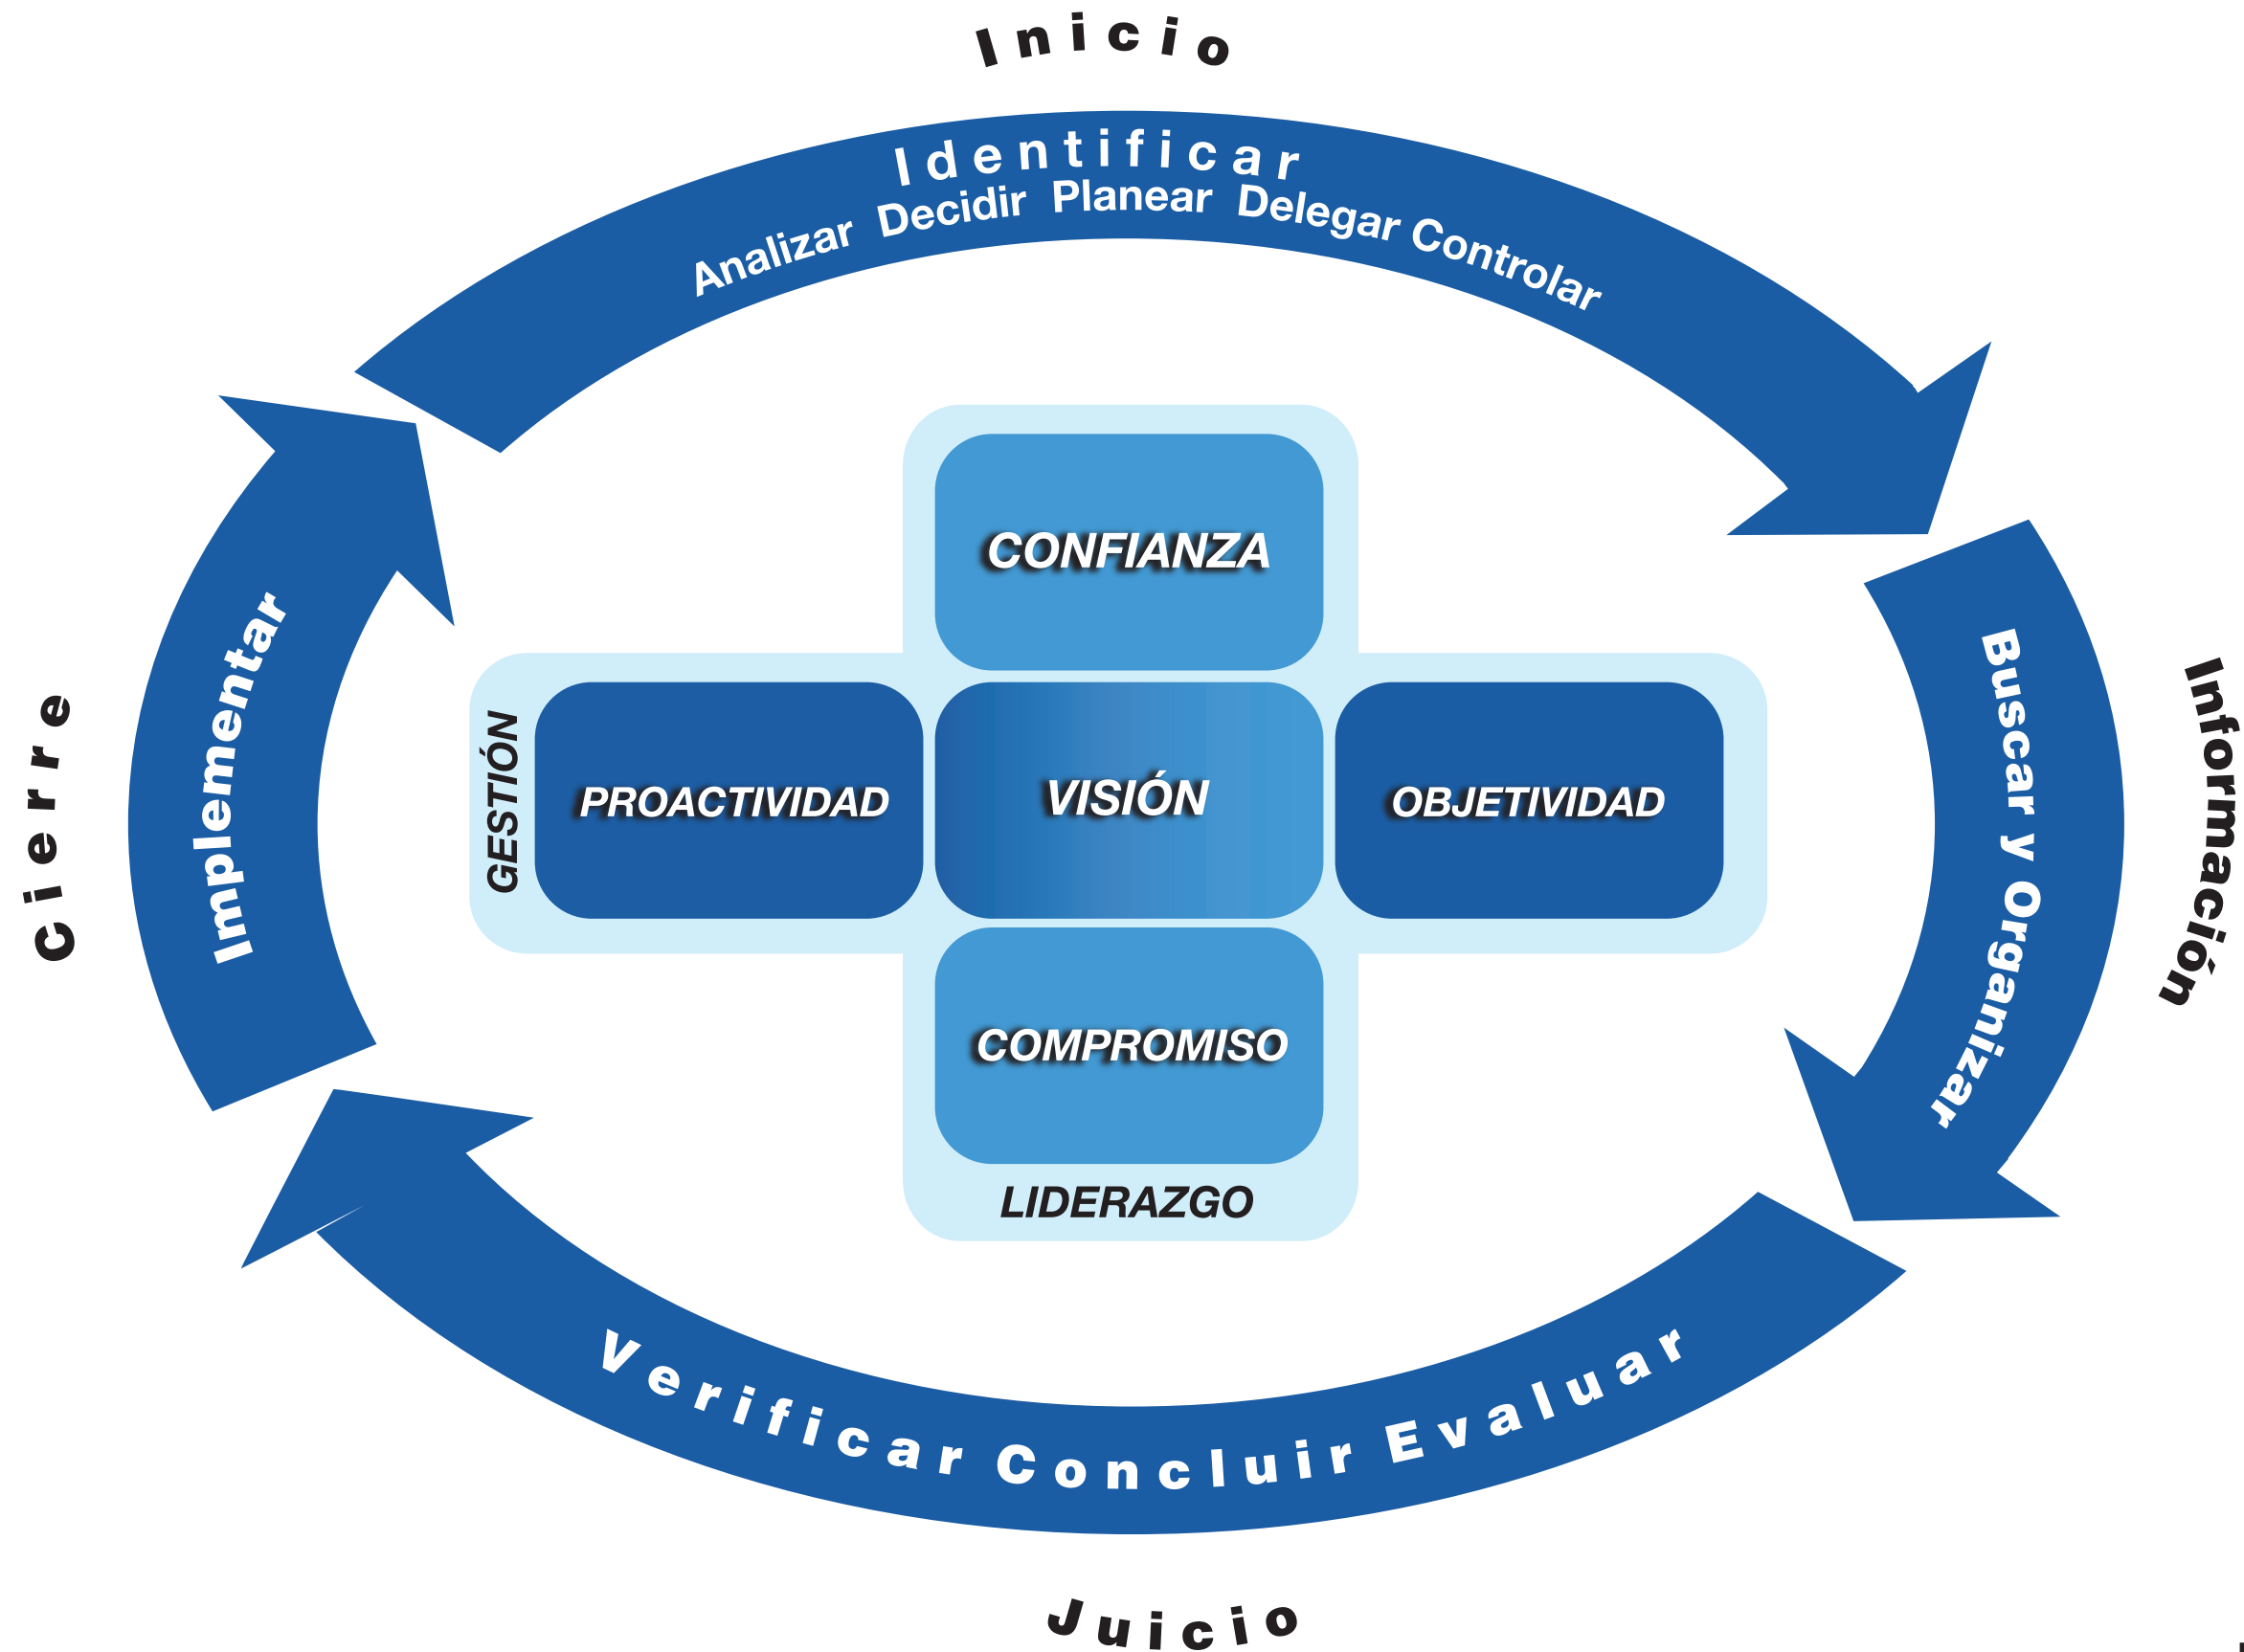 Inicio
Identificar
Analizar Decidir Planear Delegar Controlar
CONFIANZA
GESTIÓN
PROACTIVIDAD
VISIÓN
OBJETIVIDAD
COMPROMISO
LIDERAZGO
Buscar y Organizar
Información
Verificar Concluir Evaluar
Juicio
Implementar
Cierre